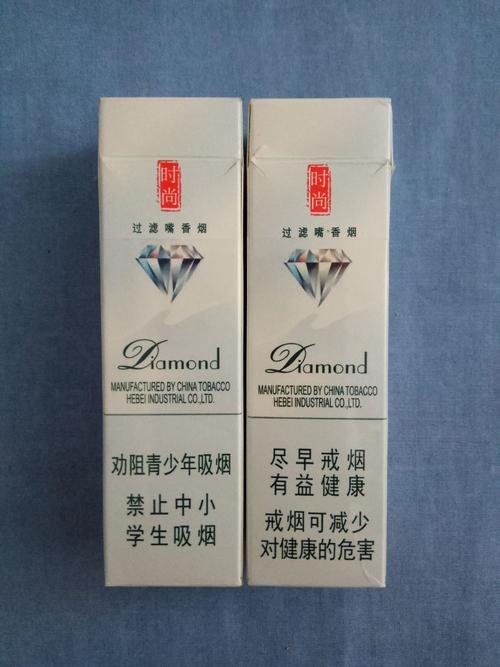 时尚
过滤嘴香烟
Diamond
MANUFACTURED BY CHINA TOBACCO
HEBEI INDUSTRIAL CO.,LTD.
劝阻青少年吸烟
禁止中小
学生吸烟
时尚
过滤嘴香烟
Diamond
MANUFACTURED BY CHINA TOBACCO
HEBEI INDUSTRIAL CO.,LTD.
尽早戒烟
有益健康
戒烟可减少
对健康的危害